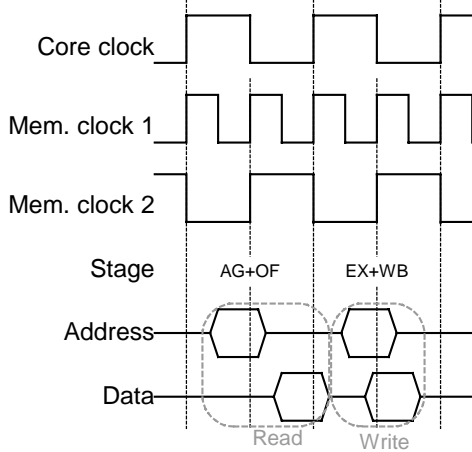 Core clock
Mem. clock 1
Mem. clock 2
Stage AG+OF EX+WB
Address
Data
Read Write